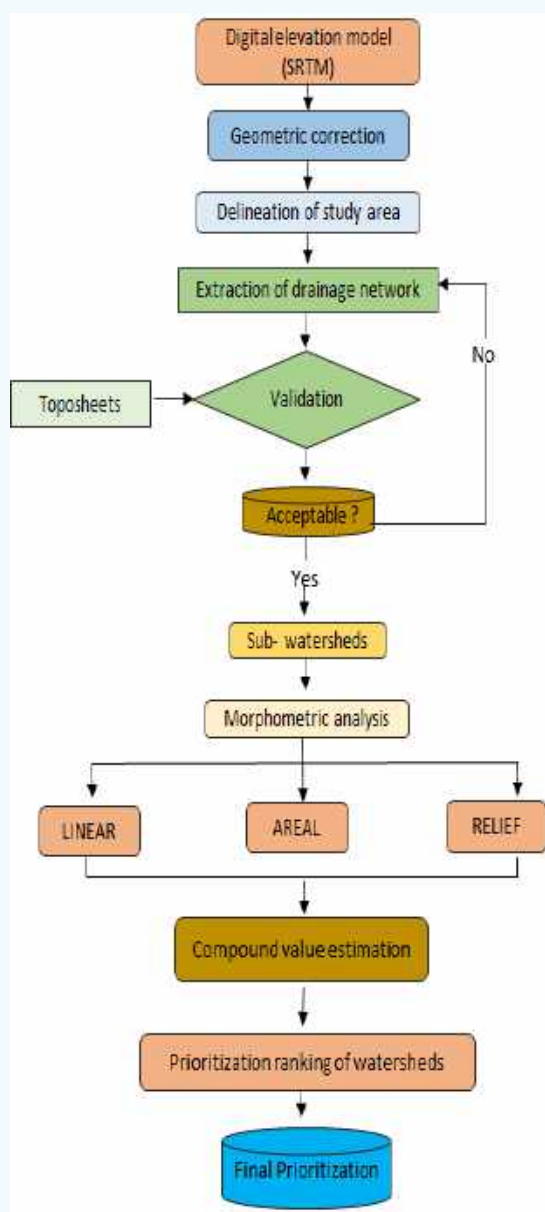 Digital elevation model
(SRTM)
Geometric correction
Delineation of study area
Extraction of drainage network
No
Toposheets
Validation
Acceptable ?
Yes
Sub- watersheds
Morphometric analysis
LINEAR
AREAL
RELIEF
Compound value estimation
Prioritization ranking of watersheds
Final Prioritization